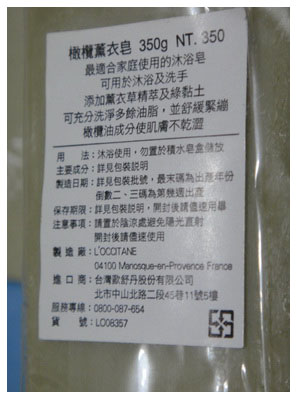 橄欖薰衣皂 350g NT. 350
最適合家庭使用的沐浴皂
可用於沐浴及洗手
添加薰衣草精萃及綠黏土
可充分洗淨多餘油脂，並舒緩緊繃
橄欖油成分使肌膚不乾澀
用 法：沐浴使用，勿置於積水皂盒儲放
主要成分：詳見包裝說明
製造日期：詳見包裝批號，最末碼為出產年份
倒數二、三碼為第幾週出產
保存期限：詳見包裝說明，開封後請儘速用畢
注意事項：請置於陰涼處避免陽光直射
開封後請儘速使用
製 造 廠：L'OCCITANE
04100 Manosque-en-Provence France
進 口 商：台灣歐舒丹股份有限公司
北市中山北路二段45巷11號5樓
服務專線：0800-087-654
貨 號：LO08357